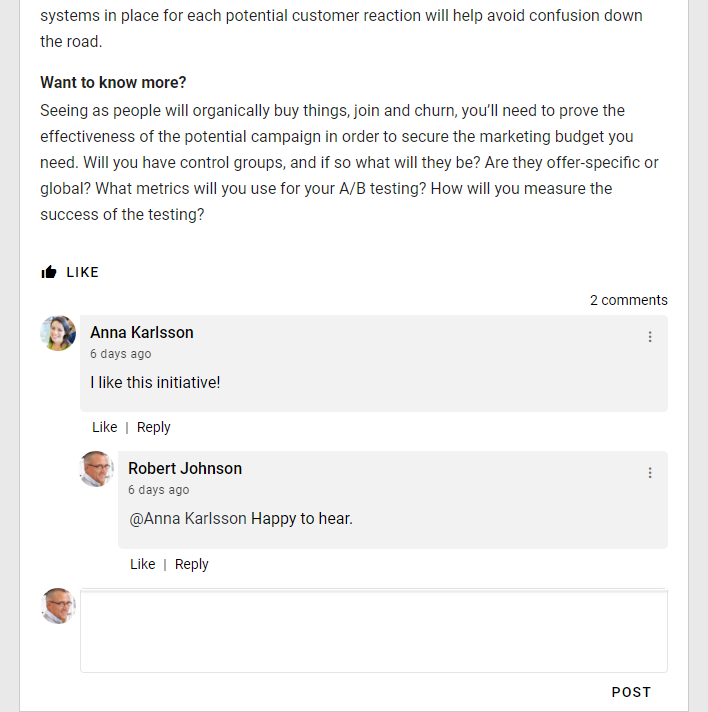 systems in place for each potential customer reaction will help avoid confusion down
the road.
Want to know more?
Seeing as people will organically buy things, join and churn, you’ll need to prove the
effectiveness of the potential campaign in order to secure the marketing budget you
need. Will you have control groups, and if so what will they be? Are they offer-specific or
global? What metrics will you use for your A/B testing? How will you measure the
success of the testing?
LIKE
2 comments
Anna Karlsson
6 days ago
I like this initiative!
Like | Reply
Robert Johnson
6 days ago
@Anna Karlsson Happy to hear.
Like | Reply
POST